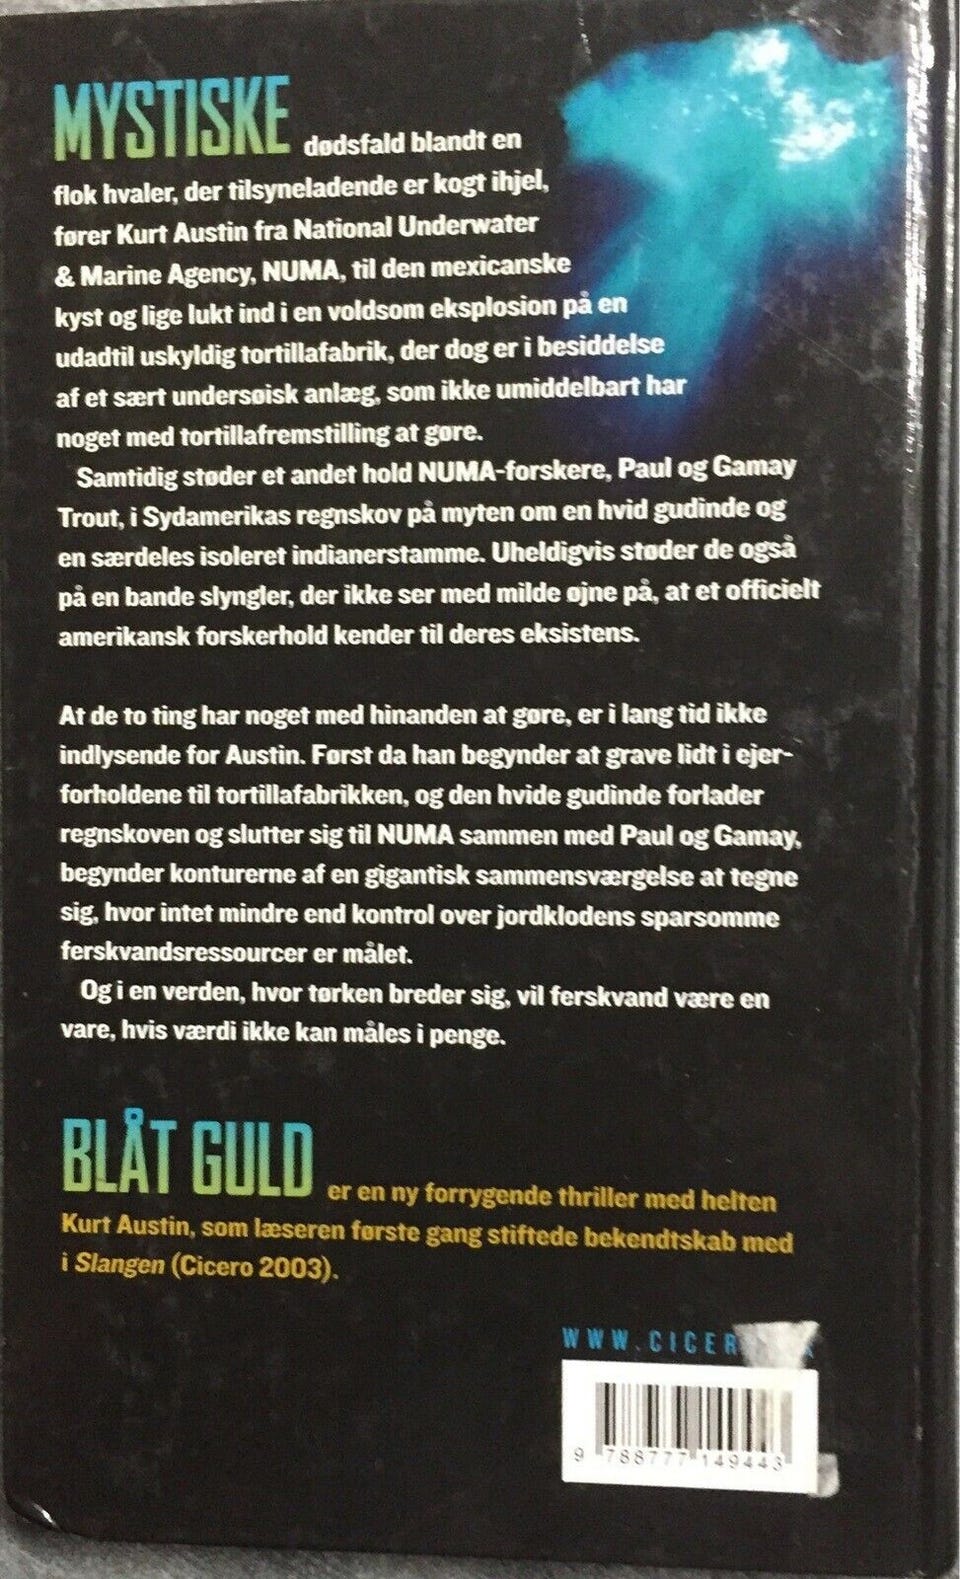 MYSTISKE dødsfald blandt en
flok hvaler, der tilsyneladende er kogt ihjel,
fører Kurt Austin fra National Underwater
& Marine Agency, NUMA, til den mexicanske
kyst og lige lukt ind i en voldsom eksplosion på en
udadtil uskyldig tortillafabrik, der dog er i besiddelse
af et sært undersøisk anlæg, som ikke umiddelbart har
noget med tortillafremstilling at gøre.
Samtidig støder et andet hold NUMA-forskere, Paul og Gamay
Trout, i Sydamerikas regnskov på myten om en hvid gudinde og
en særdeles isoleret indianerstamme. Uheldigvis støder de også
på en bande slyngler, der ikke ser med milde øjne på, at et officielt
amerikansk forskerhold kender til deres eksistens.
At de to ting har noget med hinanden at gøre, er i lang tid ikke
indlysende for Austin. Først da han begynder at grave lidt i ejer-
forholdene til tortillafabrikken, og den hvide gudinde forlader
regnskoven og slutter sig til NUMA sammen med Paul og Gamay,
begynder konturerne af en gigantisk sammensværgelse at tegne
sig, hvor intet mindre end kontrol over jordklodens sparsomme
ferskvandsressourcer er målet.
Og i en verden, hvor tørken breder sig, vil ferskvand være en
vare, hvis værdi ikke kan måles i penge.
BLÅT GULD er en ny forrygende thriller med helten
Kurt Austin, som læseren første gang stiftede bekendtskab med
i Slangen (Cicero 2003).
WWW.CICER
9 788777 149443